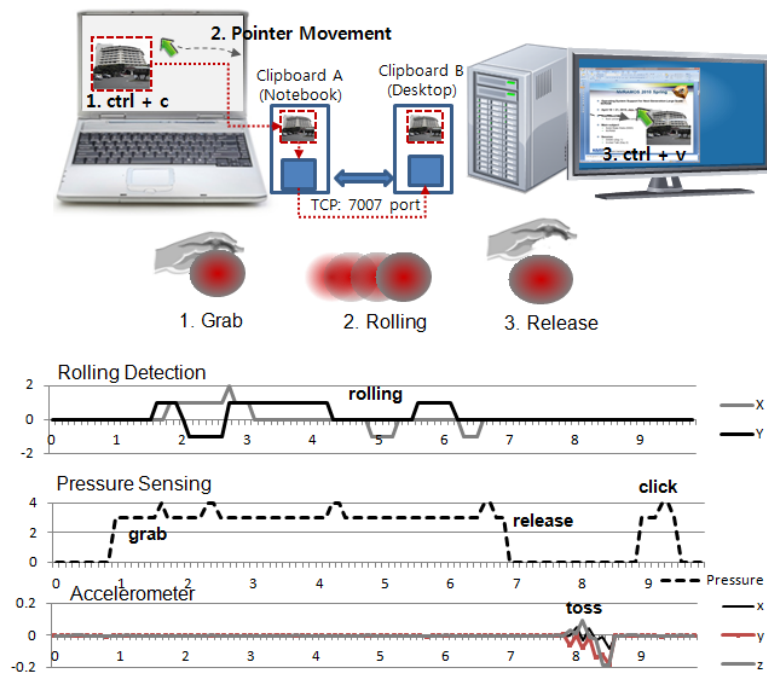 2. Pointer Movement
1. ctrl + c
Clipboard A
(Notebook)
Clipboard B
(Desktop)
TCP: 7007 port
3. ctrl + v
1. Grab
2. Rolling
3. Release
Rolling Detection
rolling
2
0
-2
0 1 2 3 4 5 6 7 8 9
X
Y
Pressure Sensing
click
4
2
0
grab
release
0 1 2 3 4 5 6 7 8 9
Pressure
Accelerometer
toss
0.2
0
-0.2
0 1 2 3 4 5 6 7 8 9
x
y
z